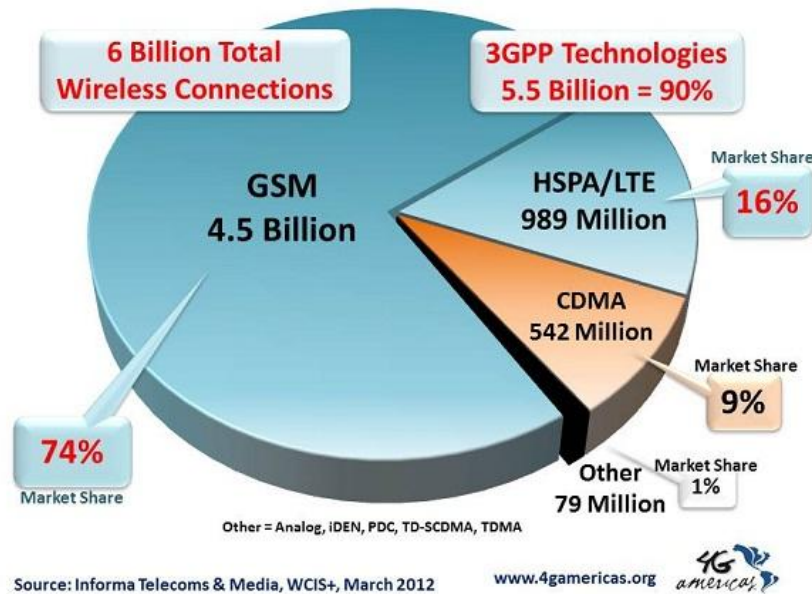 6 Billion Total
Wireless Connections
3GPP Technologies
5.5 Billion = 90%
GSM
4.5 Billion
HSPA/LTE
989 Million
Market Share
16%
CDMA
542 Million
Market Share
9%
74%
Market Share
Other
79 Million
Market Share
1%
Other = Analog, iDEN, PDC, TD-SCDMA, TDMA
Source: Informa Telecoms & Media, WCIS+, March 2012
www.4gamericas.org
4G
americas